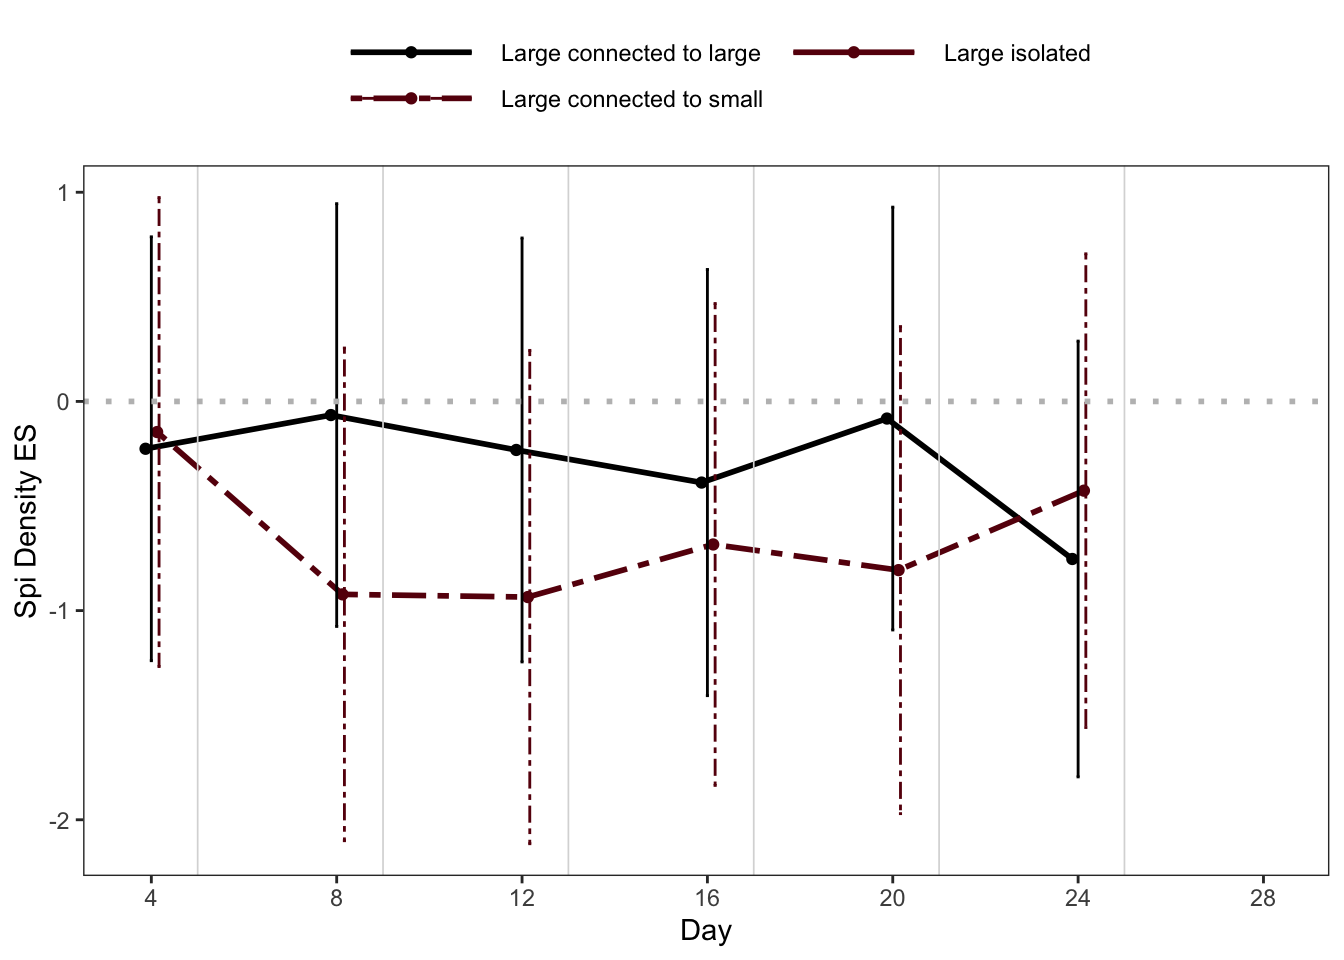 Large connected to large
Large isolated
Large connected to small
Spi Density ES
1
0
-1
-2
4 8 12 16 20 24 28
Day